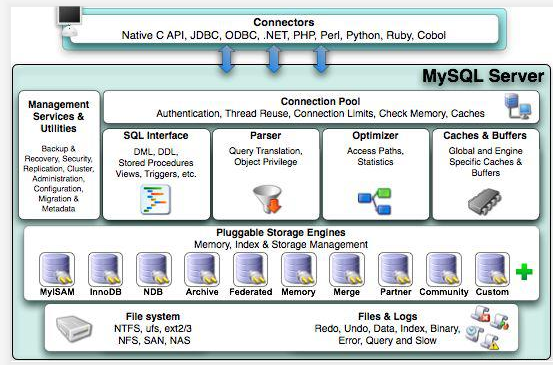 Connectors
Native C API, JDBC, ODBC, .NET, PHP, Perl, Python, Ruby, Cobol
MySQL Server
Management
Services &
Utilities
Backup &
Recovery, Security,
Replication, Cluster,
Administration,
Configuration,
Migration &
Metadata
Connection Pool
Authentication, Thread Reuse, Connection Limits, Check Memory, Caches
SQL Interface
DML, DDL,
Stored Procedures
Views, Triggers, etc.
Parser
Query Translation,
Object Privilege
Optimizer
Access Paths,
Statistics
Caches & Buffers
Global and Engine
Specific Caches &
Buffers
Pluggable Storage Engines
Memory, Index & Storage Management
MyISAM InnoDB NDB Archive Federated Memory Merge Partner Community Custom
File system
NTFS, ufs, ext2/3
NFS, SAN, NAS
Files & Logs
Redo, Undo, Data, Index, Binary,
Error, Query and Slow